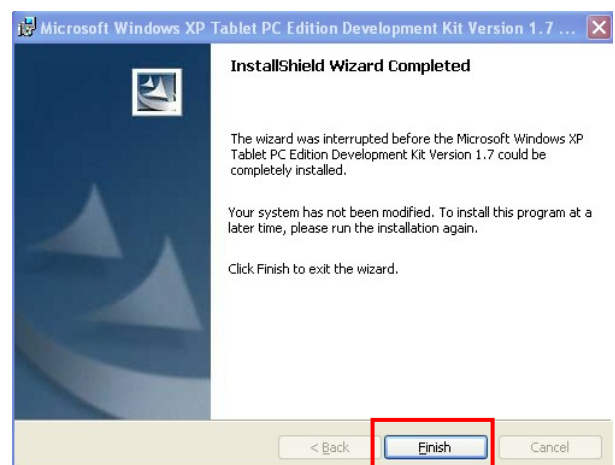 Microsoft Windows XP Tablet PC Edition Development Kit Version 1.7 ...
InstallShield Wizard Completed
The wizard was interrupted before the Microsoft Windows XP
Tablet PC Edition Development Kit Version 1.7 could be
completely installed.
Your system has not been modified. To install this program at a
later time, please run the installation again.
Click Finish to exit the wizard.
< Back Finish Cancel